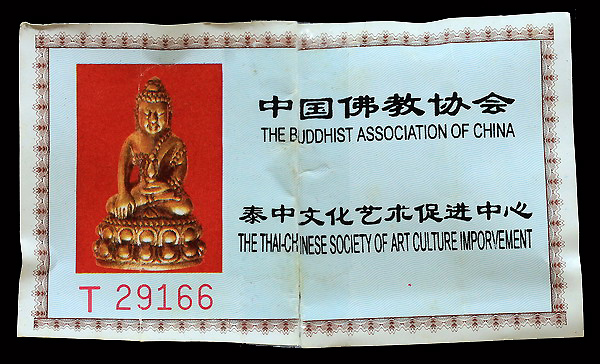 中国佛教协会
THE BUDDHIST ASSOCIATION OF CHINA
泰中文化艺术促进中心
THE THAI-CHINESE SOCIETY OF ART CULTURE IMPORVEMENT
T 29166